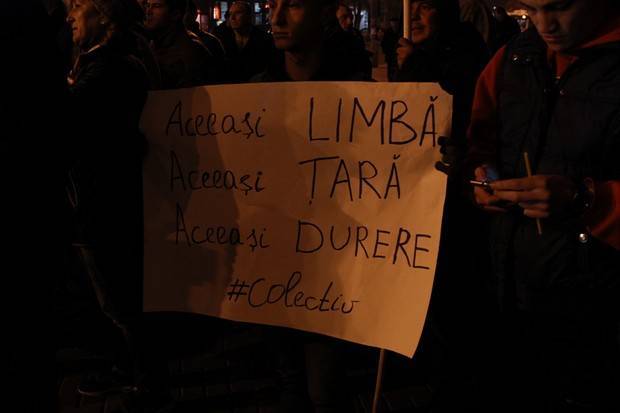 Aceeași LIMBĂ
Aceeași ȚARĂ
Aceeași DURERE
#Colectiv